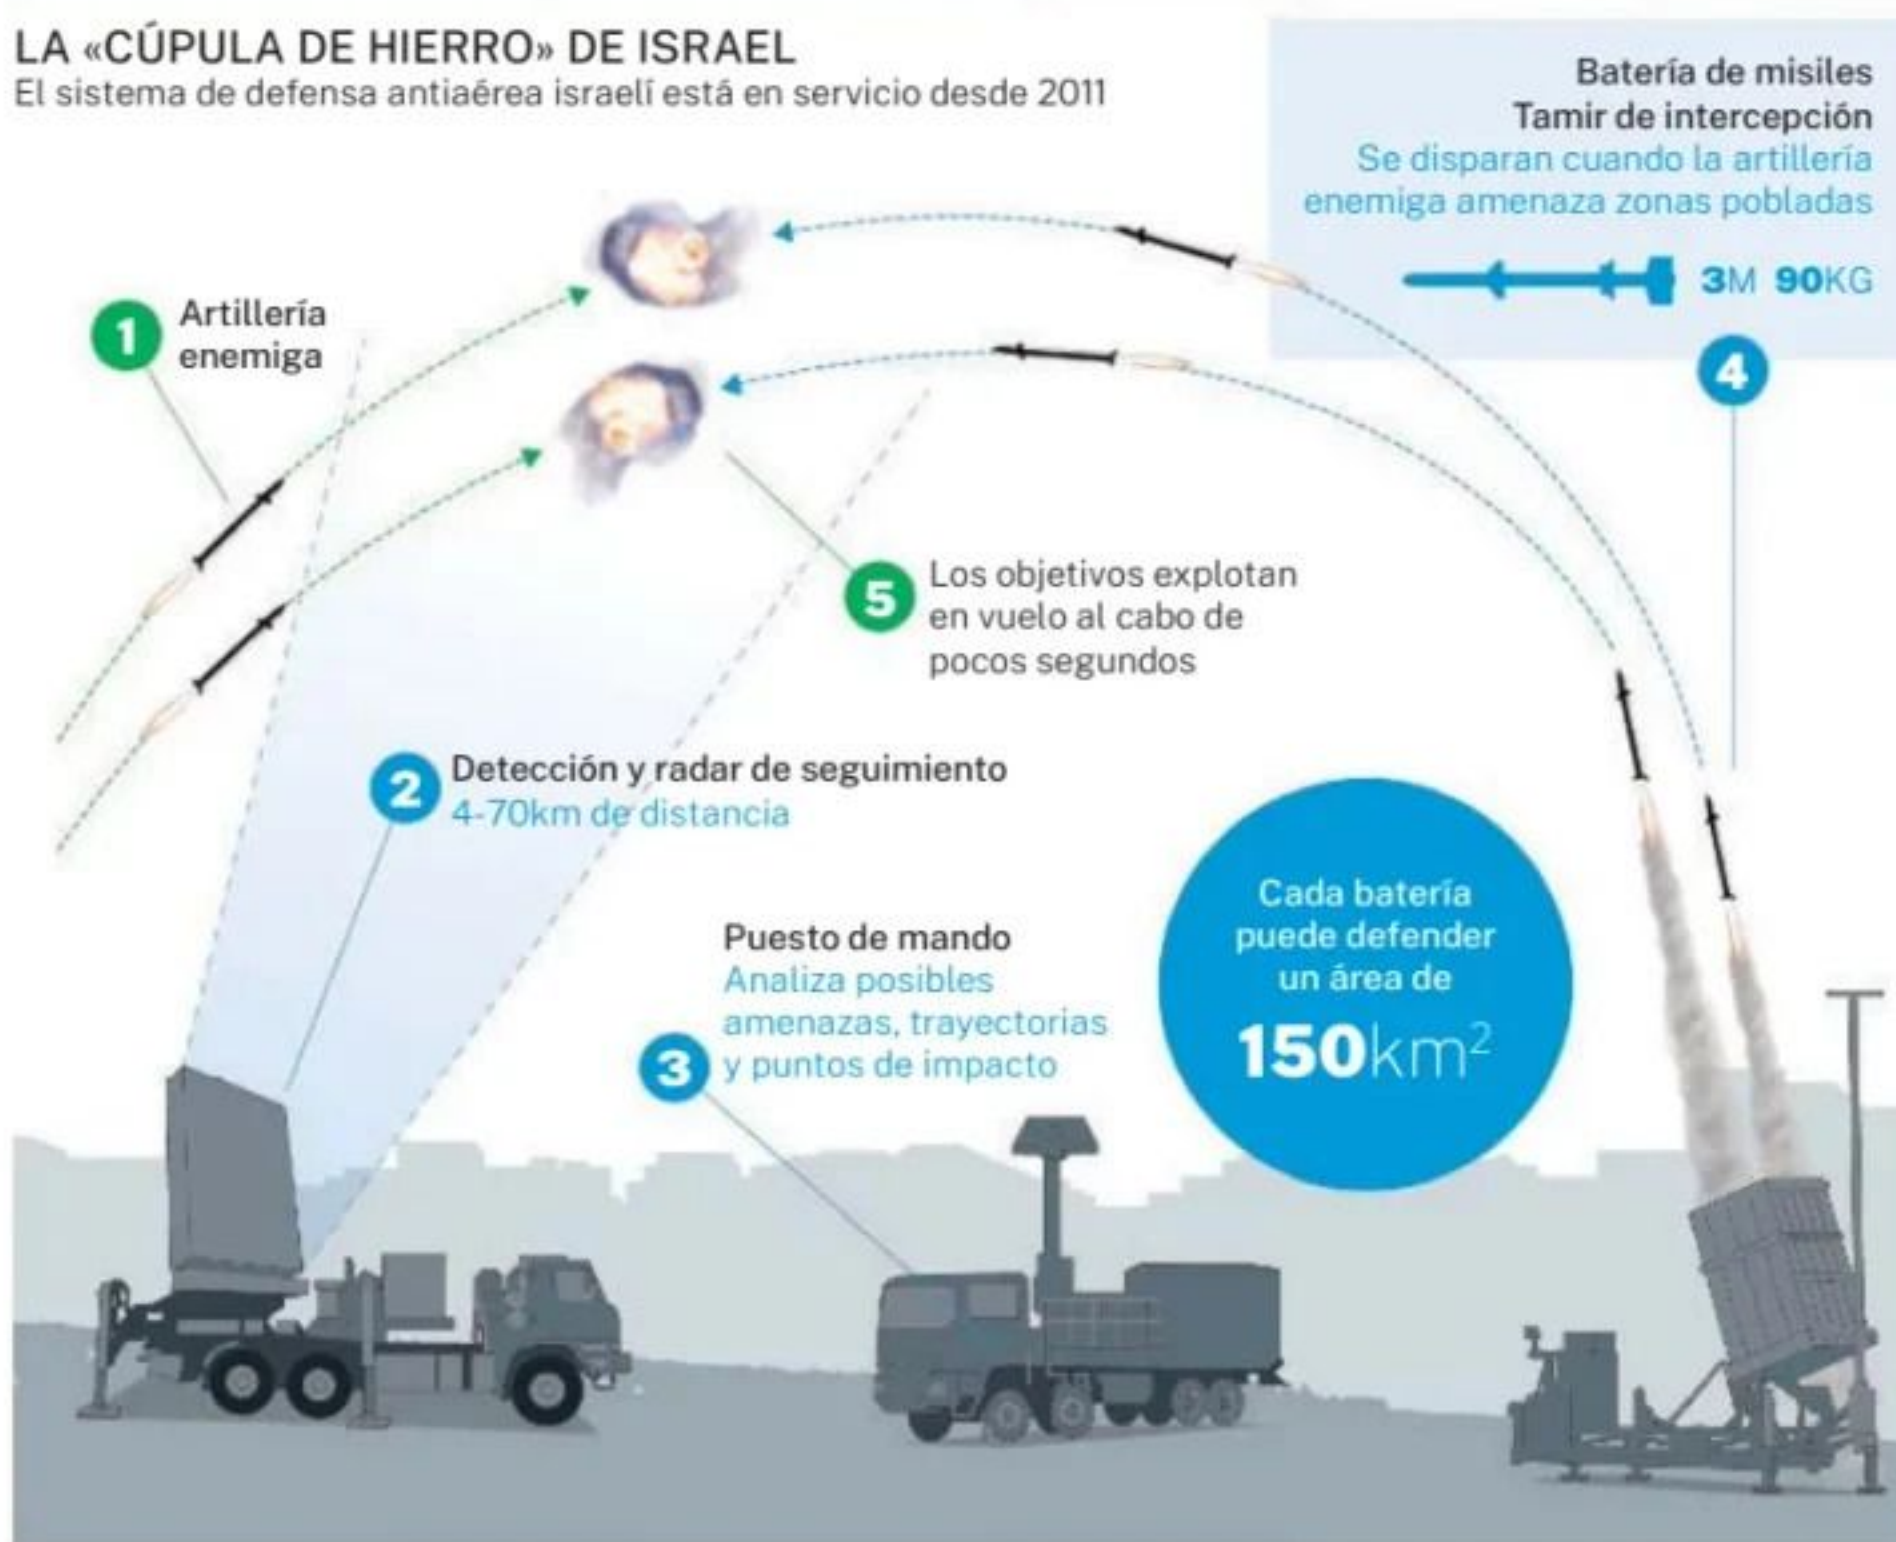 LA «CÚPULA DE HIERRO» DE ISRAEL
El sistema de defensa antiaérea israelí está en servicio desde 2011
Batería de misiles
Tamir de intercepción
Se disparan cuando la artillería
enemiga amenaza zonas pobladas
3M 90KG
4
1
Artillería
enemiga
5
Los objetivos explotan
en vuelo al cabo de
pocos segundos
2
Detección y radar de seguimiento
4-70km de distancia
3
Puesto de mando
Analiza posibles
amenazas, trayectorias
y puntos de impacto
Cada batería
puede defender
un área de
150km²